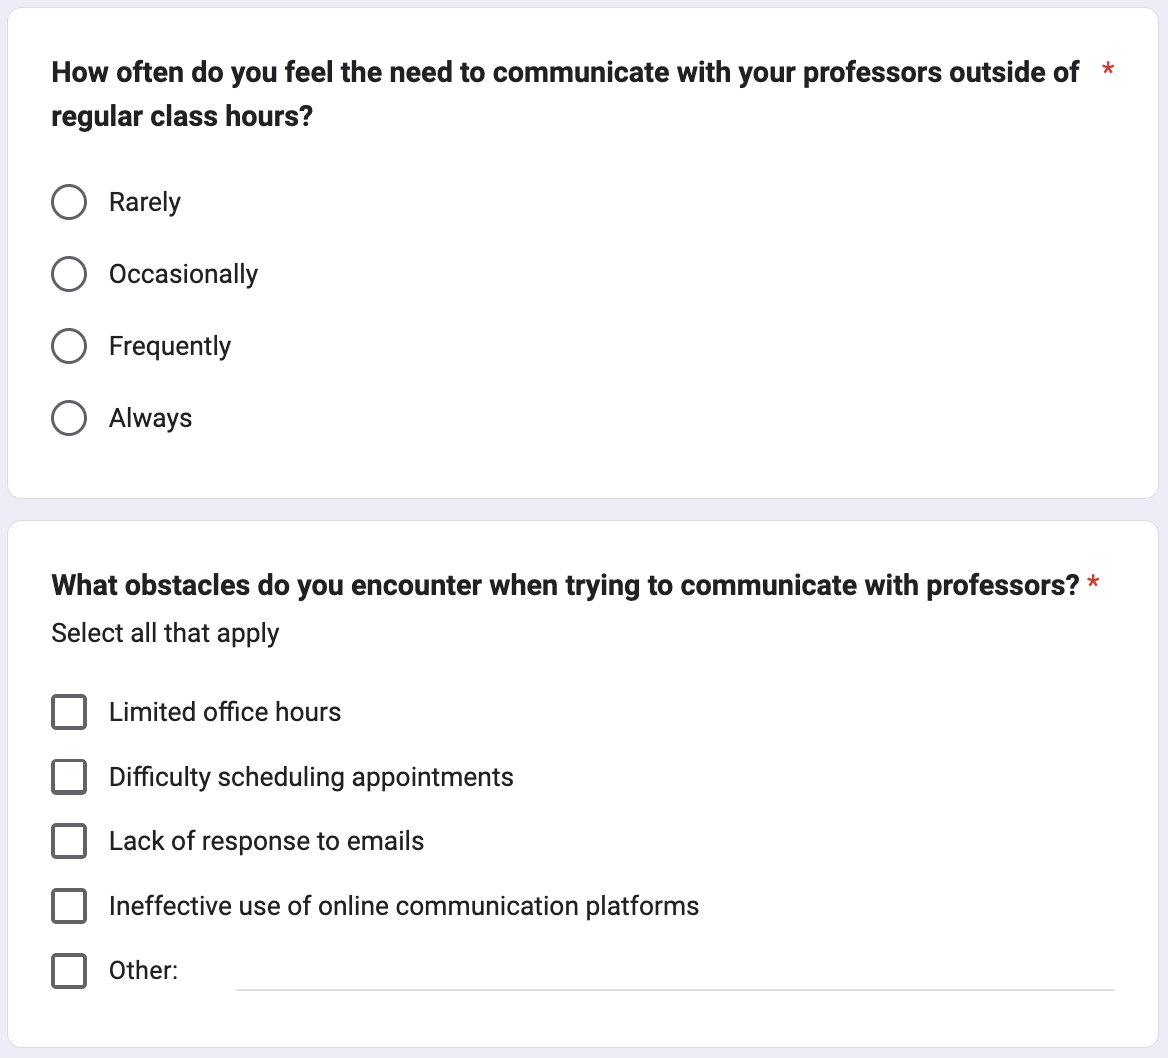 How often do you feel the need to communicate with your professors outside of *
regular class hours?
Rarely
Occasionally
Frequently
Always
What obstacles do you encounter when trying to communicate with professors? *
Select all that apply
Limited office hours
Difficulty scheduling appointments
Lack of response to emails
Ineffective use of online communication platforms
Other: